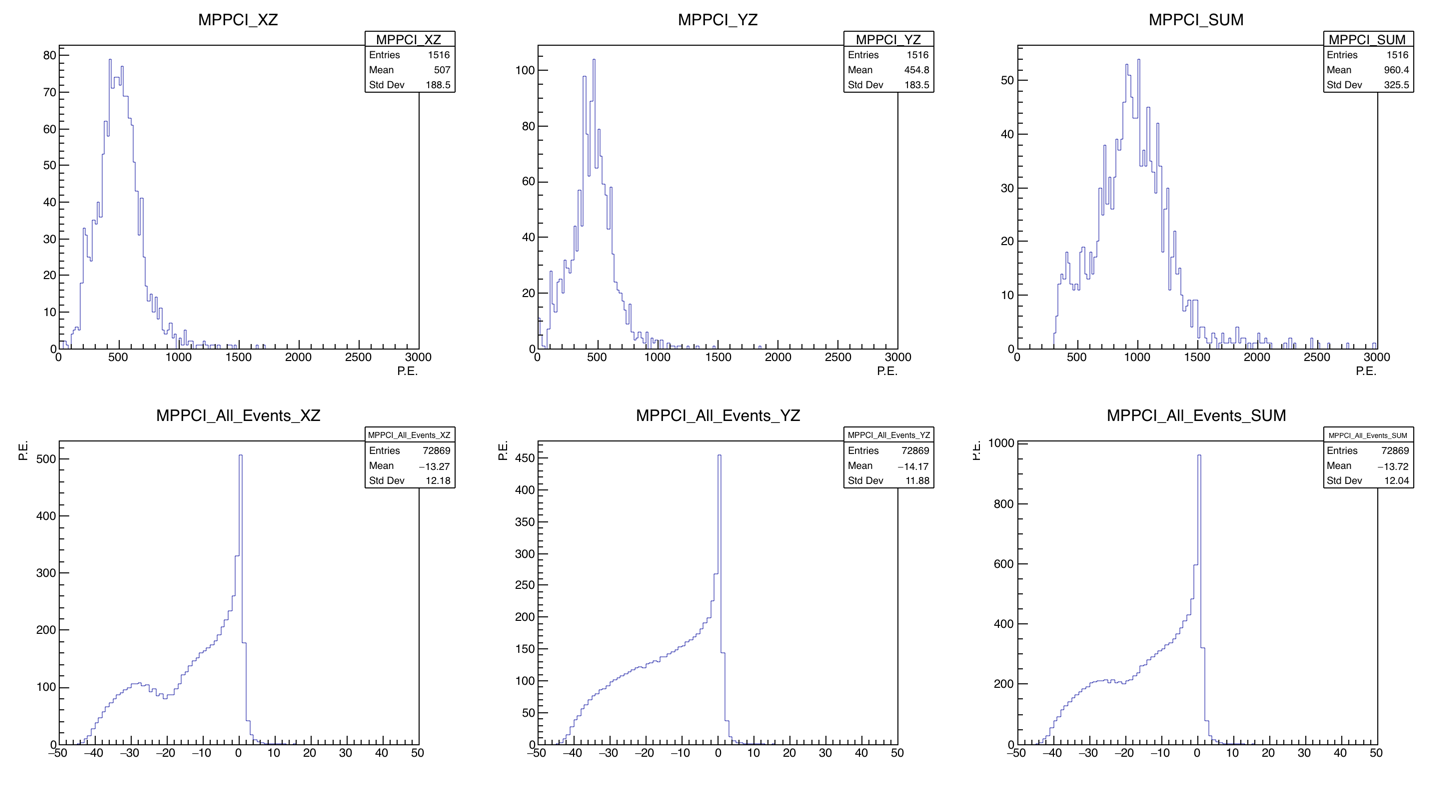 MPPCI_XZ
MPPCI_XZ
Entries 1516
Mean 507
Std Dev 188.5
80
70
60
50
40
30
20
10
0
0 500 1000 1500 2000 2500 3000
P.E.
MPPCI_YZ
MPPCI_YZ
Entries 1516
Mean 454.8
Std Dev 183.5
100
80
60
40
20
0
0 500 1000 1500 2000 2500 3000
P.E.
MPPCI_SUM
MPPCI_SUM
Entries 1516
Mean 960.4
Std Dev 325.5
50
40
30
20
10
0
0 500 1000 1500 2000 2500 3000
P.E.
MPPCI_All_Events_XZ
MPPCI_All_Events_XZ
Entries 72869
Mean −13.27
Std Dev 12.18
P.E.
500
400
300
200
100
0
−50 −40 −30 −20 −10 0 10 20 30 40 50
MPPCI_All_Events_YZ
MPPCI_All_Events_YZ
Entries 72869
Mean −14.17
Std Dev 11.88
P.E.
450
400
350
300
250
200
150
100
50
0
−50 −40 −30 −20 −10 0 10 20 30 40 50
MPPCI_All_Events_SUM
MPPCI_All_Events_SUM
Entries 72869
Mean −13.72
Std Dev 12.04
P.E.
1000
800
600
400
200
0
−50 −40 −30 −20 −10 0 10 20 30 40 50